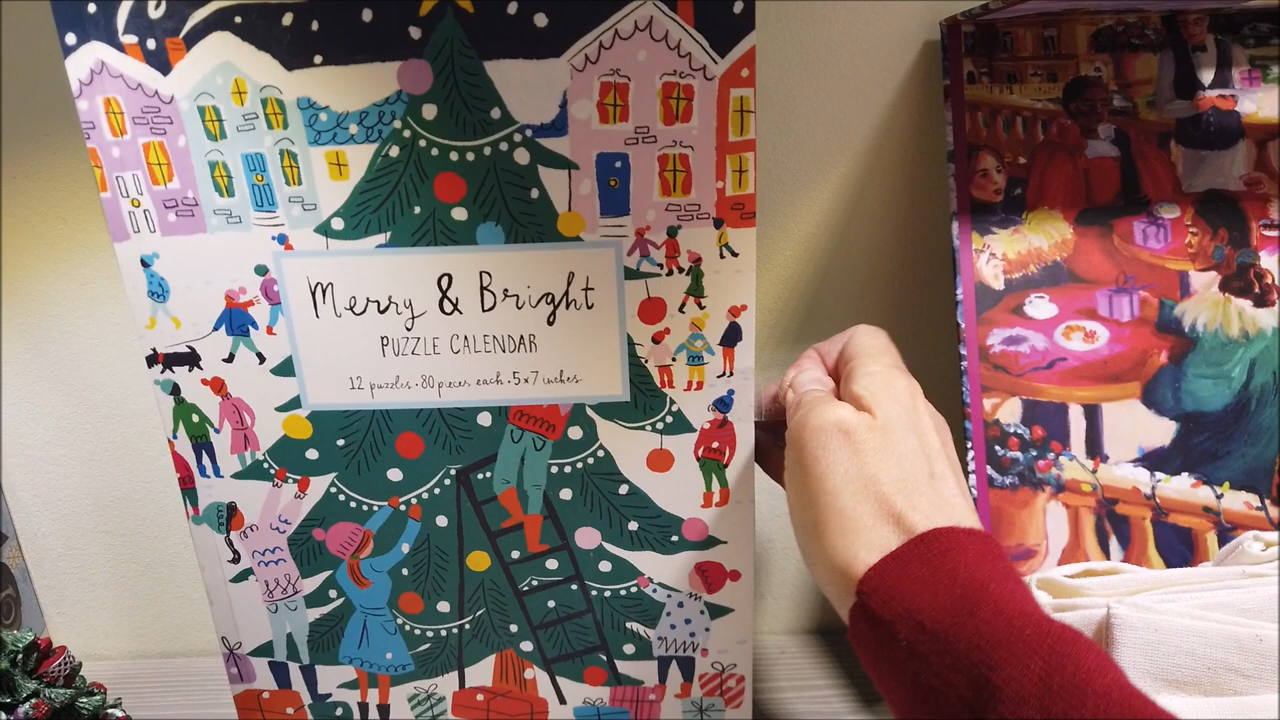 Merry & Bright
PUZZLE CALENDAR
12 puzzles • 80 pieces each • 5 x 7 inches